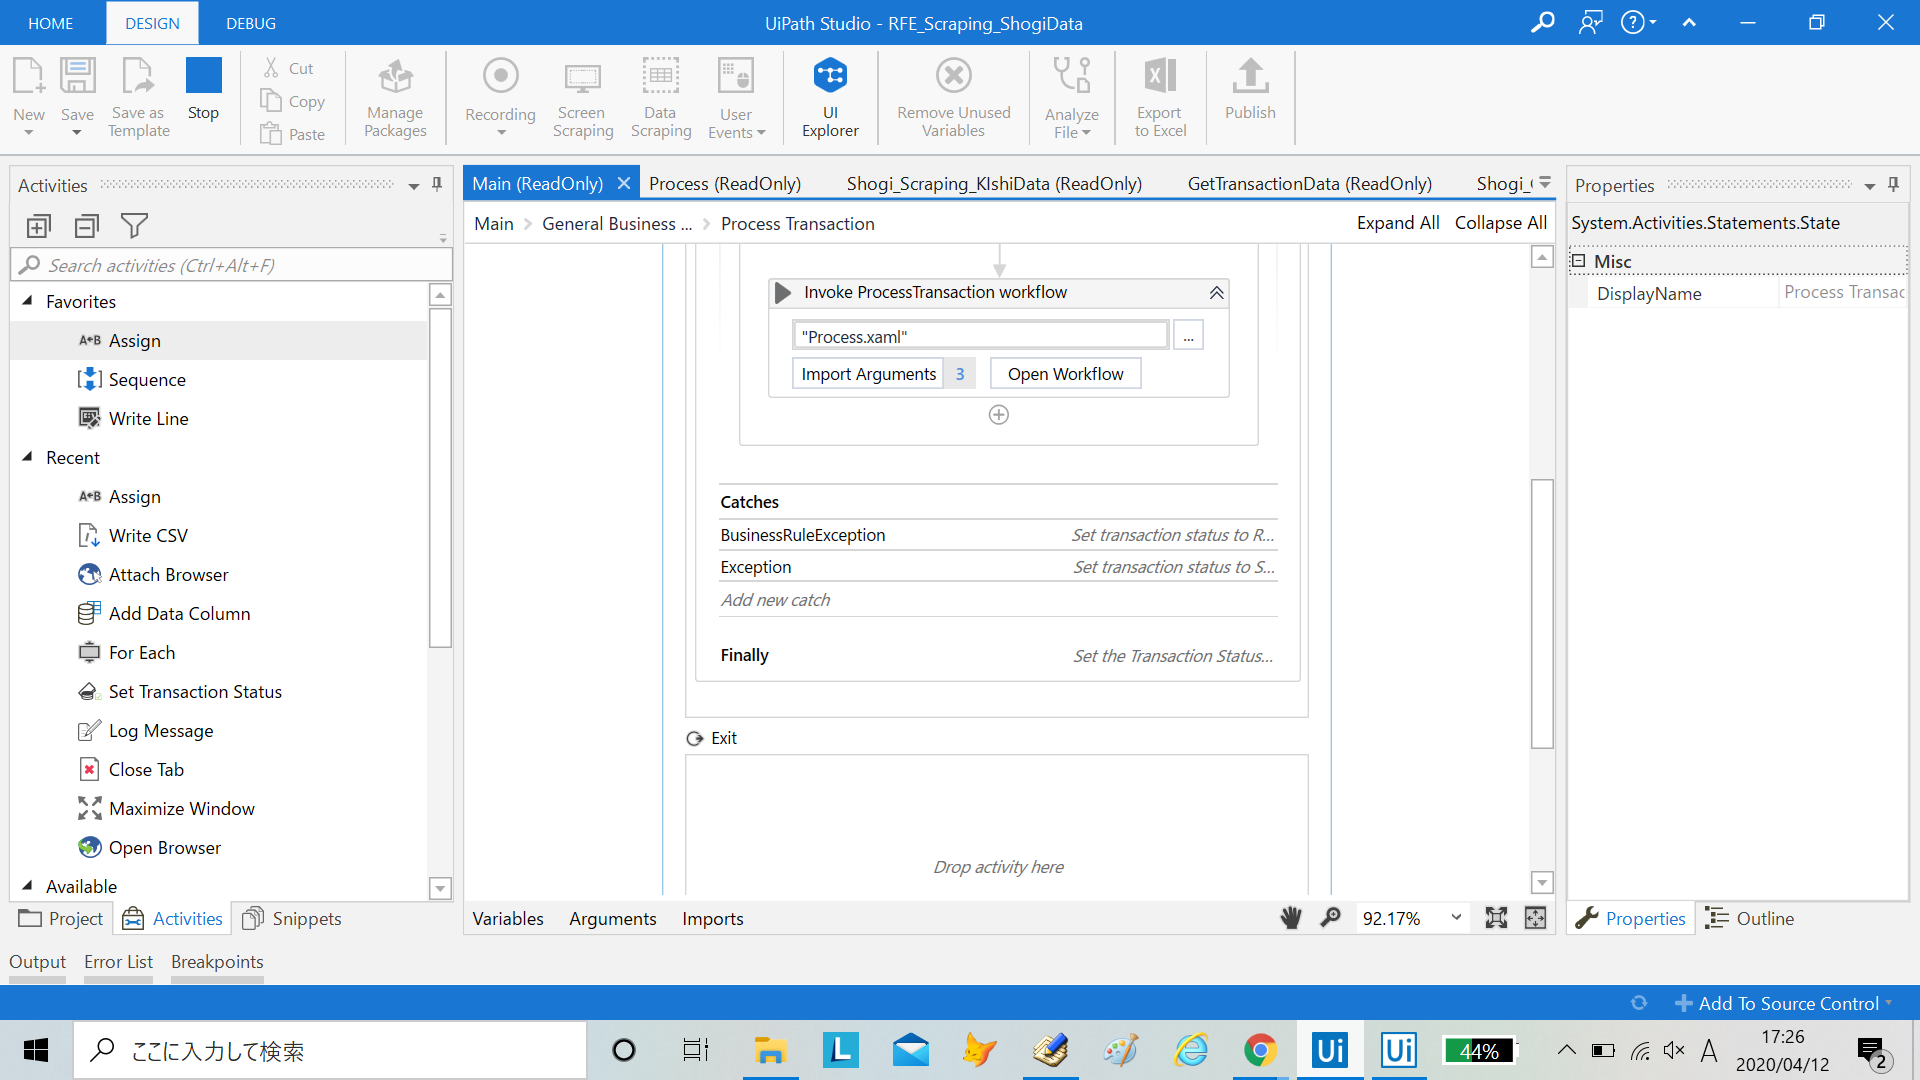 HOME DESIGN DEBUG
UiPath Studio - RFE_Scraping_ShogiData
New
Save
Save as Template
Stop
Cut
Copy
Paste
Manage Packages
Recording
Screen Scraping
Data Scraping
User Events
UI Explorer
Remove Unused Variables
Analyze File
Export to Excel
Publish
Activities
Search activities (Ctrl+Alt+F)
Favorites
Assign
Sequence
Write Line
Recent
Assign
Write CSV
Attach Browser
Add Data Column
For Each
Set Transaction Status
Log Message
Close Tab
Maximize Window
Open Browser
Available
Project Activities Snippets
Main (ReadOnly) Process (ReadOnly) Shogi_Scraping_KIshiData (ReadOnly) GetTransactionData (ReadOnly) Shogi_
Main General Business ... Process Transaction
Expand All Collapse All
Invoke ProcessTransaction workflow
"Process.xaml" ...
Import Arguments 3 Open Workflow
Catches
BusinessRuleException Set transaction status to R...
Exception Set transaction status to S...
Add new catch
Finally Set the Transaction Status...
Exit
Drop activity here
Variables Arguments Imports
92.17%
Properties
System.Activities.Statements.State
Misc
DisplayName Process Transac
Properties Outline
Output Error List Breakpoints
Add To Source Control
ここに入力して検索
L
Ui
Ui
44%
A
17:26
2020/04/12
2